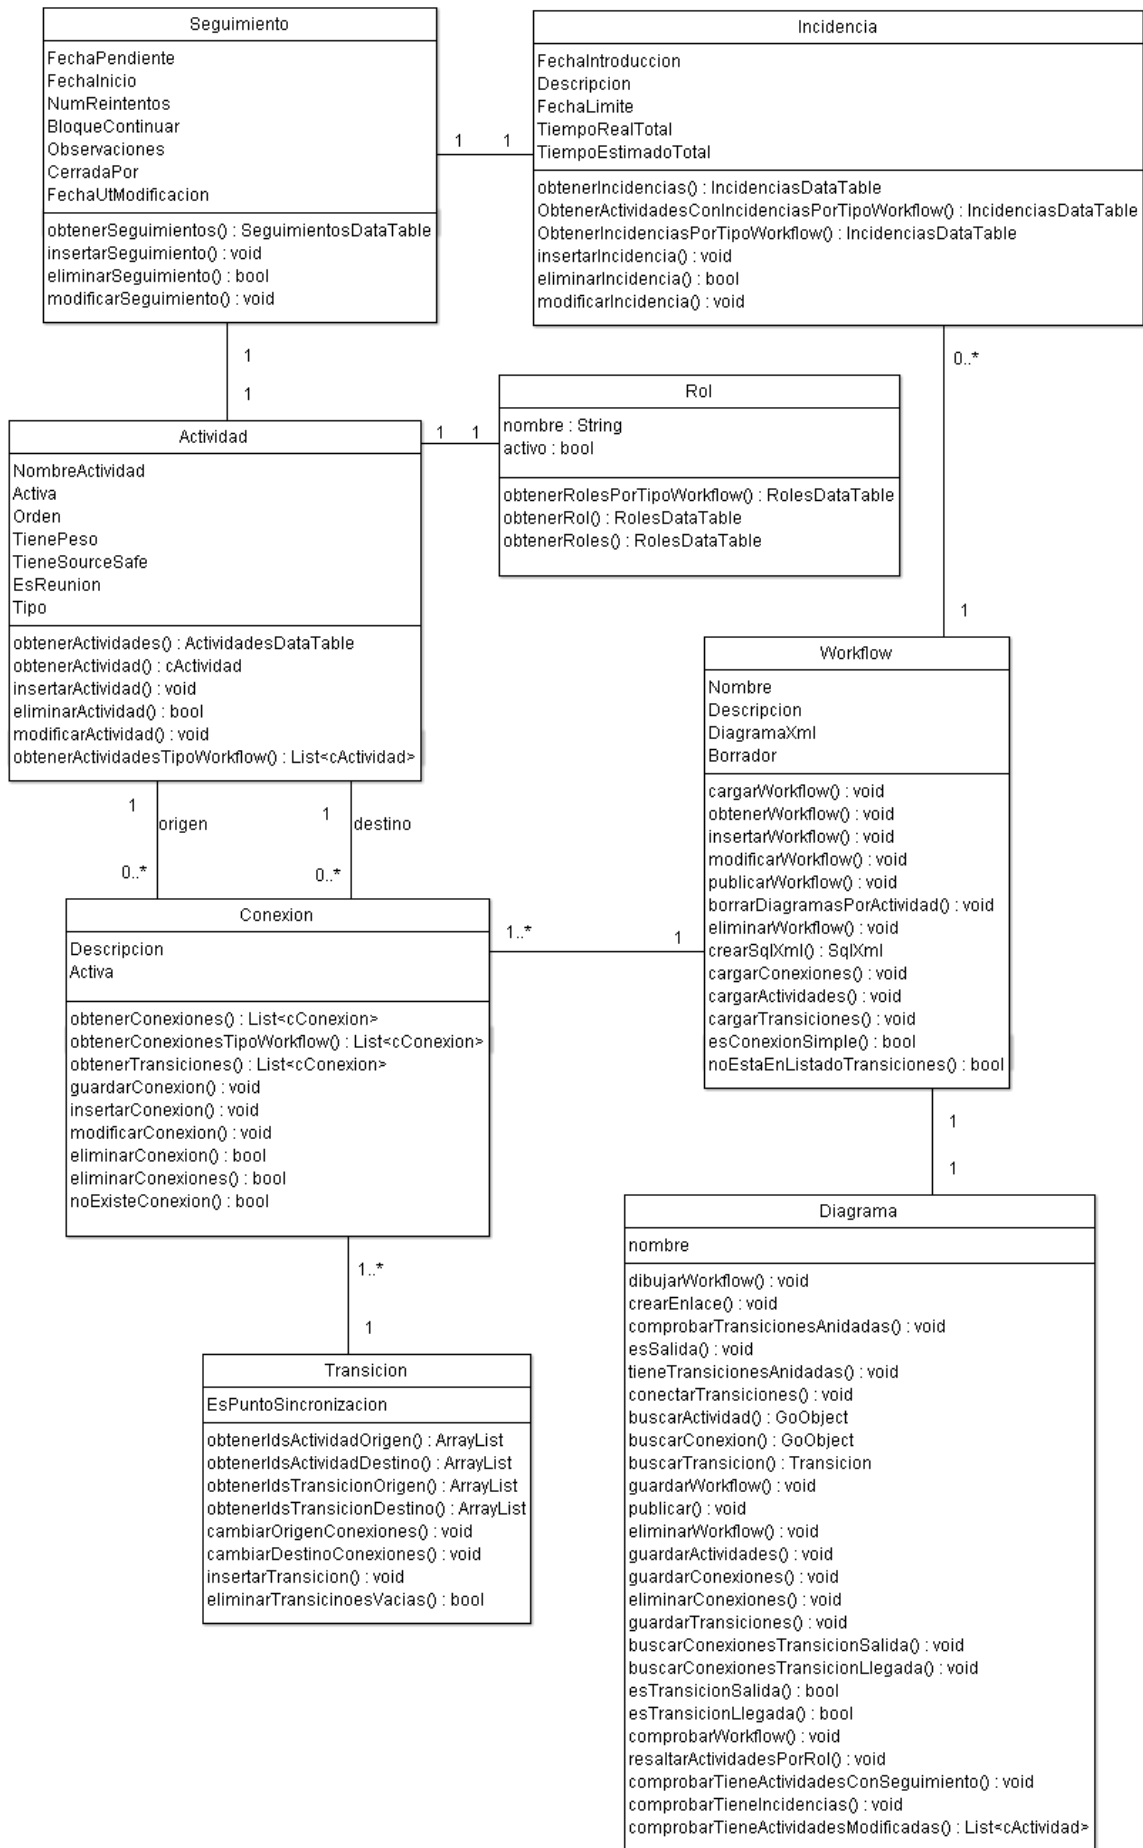 Seguimiento
FechaPendiente
FechaInicio
NumReintentos
BloqueContinuar
Observaciones
CerradaPor
FechaUtModificacion
obtenerSeguimientos() : SeguimientosDataTable
insertarSeguimiento() : void
eliminarSeguimiento() : bool
modificarSeguimiento() : void
1
1
Incidencia
FechaIntroduccion
Descripcion
FechaLimite
TiempoRealTotal
TiempoEstimadoTotal
obtenerIncidencias() : IncidenciasDataTable
ObtenerActividadesConIncidenciasPorTipoWorkflow() : IncidenciasDataTable
ObtenerIncidenciasPorTipoWorkflow() : IncidenciasDataTable
insertarIncidencia() : void
eliminarIncidencia() : bool
modificarIncidencia() : void
1
1
0..*
1
Actividad
NombreActividad
Activa
Orden
TienePeso
TieneSourceSafe
EsReunion
Tipo
obtenerActividades() : ActividadesDataTable
obtenerActividad() : cActividad
insertarActividad() : void
eliminarActividad() : bool
modificarActividad() : void
obtenerActividadesTipoWorkflow() : List<cActividad>
1
1
Rol
nombre : String
activo : bool
obtenerRolesPorTipoWorkflow() : RolesDataTable
obtenerRol() : RolesDataTable
obtenerRoles() : RolesDataTable
Workflow
Nombre
Descripcion
DiagramaXml
Borrador
cargarWorkflow() : void
obtenerWorkflow() : void
insertarWorkflow() : void
modificarWorkflow() : void
publicarWorkflow() : void
borrarDiagramasPorActividad() : void
eliminarWorkflow() : void
crearSqlXml() : SqlXml
cargarConexiones() : void
cargarActividades() : void
cargarTransiciones() : void
esConexionSimple() : bool
noEstaEnListadoTransiciones() : bool
1
origen
0..*
1
destino
0..*
Conexion
Descripcion
Activa
obtenerConexiones() : List<cConexion>
obtenerConexionesTipoWorkflow() : List<cConexion>
obtenerTransiciones() : List<cConexion>
guardarConexion() : void
insertarConexion() : void
modificarConexion() : void
eliminarConexion() : bool
eliminarConexiones() : bool
noExisteConexion() : bool
1..*
1
1
1
1..*
1
Transicion
EsPuntoSincronizacion
obtenerIdsActividadOrigen() : ArrayList
obtenerIdsActividadDestino() : ArrayList
obtenerIdsTransicionOrigen() : ArrayList
obtenerIdsTransicionDestino() : ArrayList
cambiarOrigenConexiones() : void
cambiarDestinoConexiones() : void
insertarTransicion() : void
eliminarTransicinoesVacias() : bool
Diagrama
nombre
dibujarWorkflow() : void
crearEnlace() : void
comprobarTransicionesAnidadas() : void
esSalida() : void
tieneTransicionesAnidadas() : void
conectarTransiciones() : void
buscarActividad() : GoObject
buscarConexion() : GoObject
buscarTransicion() : Transicion
guardarWorkflow() : void
publicar() : void
eliminarWorkflow() : void
guardarActividades() : void
guardarConexiones() : void
eliminarConexiones() : void
guardarTransiciones() : void
buscarConexionesTransicionSalida() : void
buscarConexionesTransicionLlegada() : void
esTransicionSalida() : bool
esTransicionLlegada() : bool
comprobarWorkflow() : void
resaltarActividadesPorRol() : void
comprobarTieneActividadesConSeguimiento() : void
comprobarTieneIncidencias() : void
comprobarTieneActividadesModificadas() : List<cActividad>